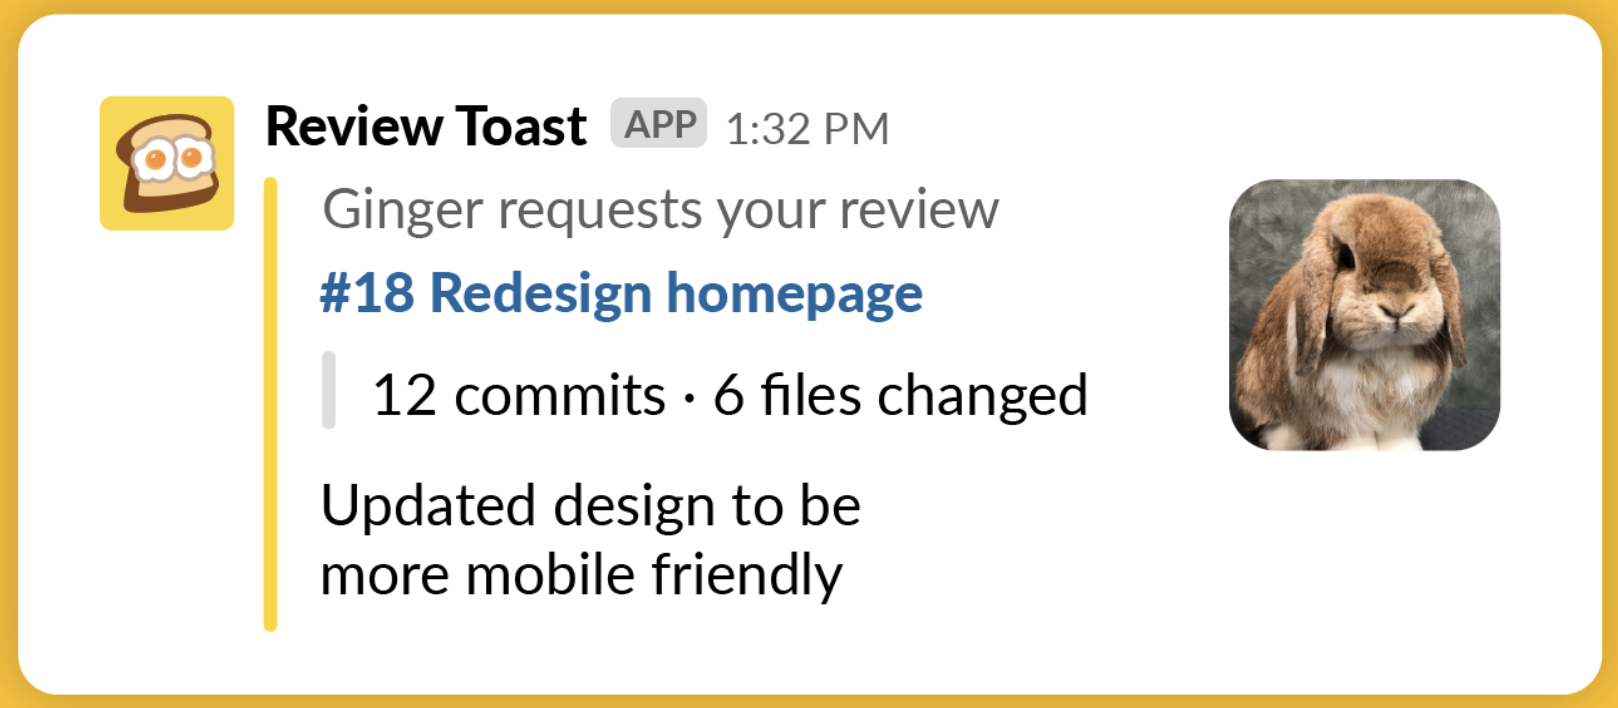 Review Toast APP 1:32 PM
Ginger requests your review
#18 Redesign homepage
12 commits · 6 files changed
Updated design to be
more mobile friendly